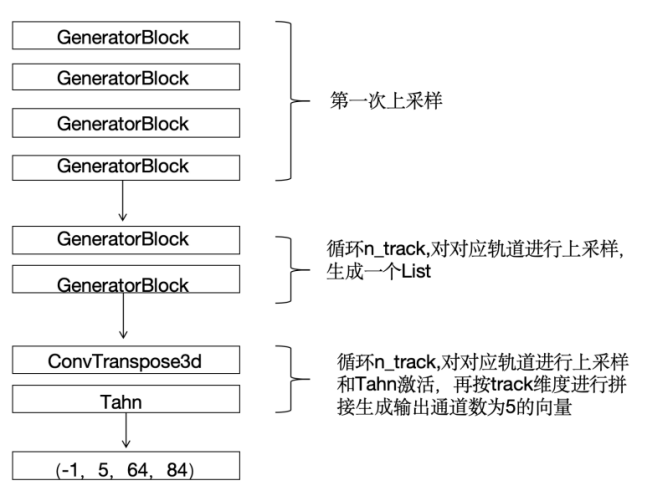 GeneratorBlock
GeneratorBlock
GeneratorBlock
GeneratorBlock
第一次上采样
GeneratorBlock
GeneratorBlock
循环n_track,对对应轨道进行上采样，
生成一个List
ConvTranspose3d
Tahn
循环n_track,对对应轨道进行上采样
和Tahn激活，再按track维度进行拼
接生成输出通道数为5的向量
(-1，5，64，84)